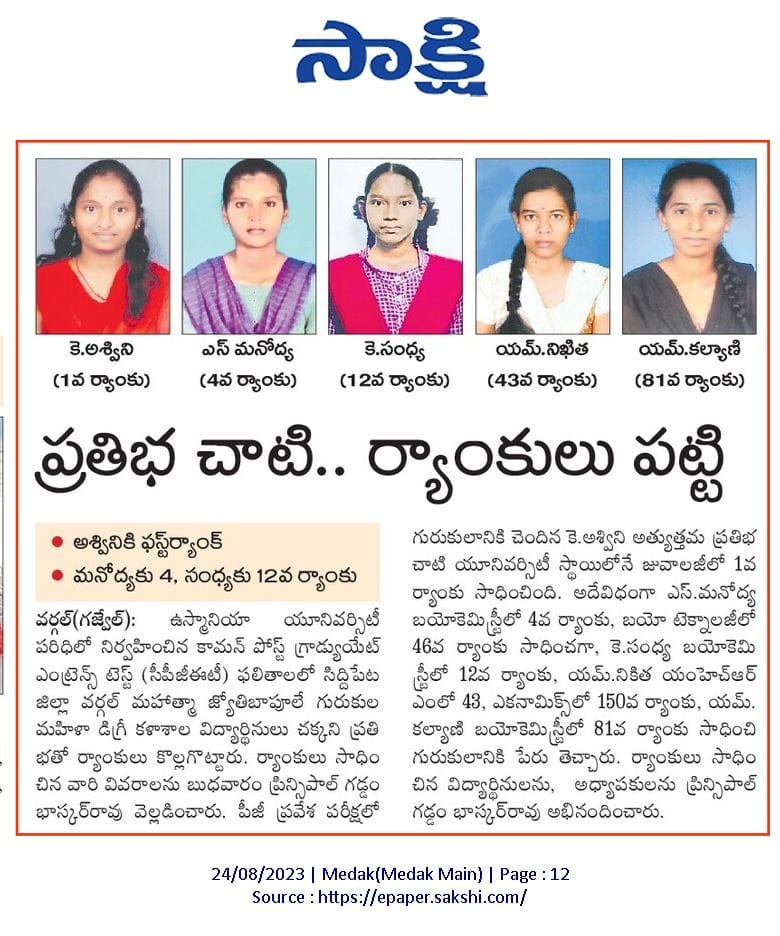 సాక్షి
కె.అశ్విని
(1వ ర్యాంకు)
ఎస్ మనోద్య
(4వ ర్యాంకు)
కె.సంధ్య
(12వ ర్యాంకు)
యమ్.నిఖిత
(43వ ర్యాంకు)
యమ్.కల్యాణి
(81వ ర్యాంకు)
ప్రతిభ చాటి.. ర్యాంకులు పట్టి
● అశ్వినికి ఫస్ట్‌ర్యాంక్
● మనోద్యకు 4, సంధ్యకు 12వ ర్యాంకు
వర్గల్(గజ్వేల్): ఉస్మానియా యూనివర్సిటీ
పరిధిలో నిర్వహించిన కామన్ పోస్ట్ గ్రాడ్యుయేట్
ఎంట్రెన్స్ టెస్ట్ (సీపీజీఈటీ) ఫలితాలలో సిద్దిపేట
జిల్లా వర్గల్ మహాత్మా జ్యోతిబాపూలే గురుకుల
మహిళా డిగ్రీ కళాశాల విద్యార్థినులు చక్కని ప్రతి
భతో ర్యాంకులు కొల్లగొట్టారు. ర్యాంకులు సాధిం
చిన వారి వివరాలను బుధవారం ప్రిన్సిపాల్ గడ్డం
భాస్కర్‌రావు వెల్లడించారు. పీజీ ప్రవేశ పరీక్షలో
గురుకులానికి చెందిన కె.అశ్విని అత్యుత్తమ ప్రతిభ
చాటి యూనివర్సిటీ స్థాయిలోనే జువాలజీలో 1వ
ర్యాంకు సాధించింది. అదేవిధంగా ఎస్.మనోద్య
బయోకెమిస్ట్రీలో 4వ ర్యాంకు, బయో టెక్నాలజీలో
46వ ర్యాంకు సాధించగా, కె.సంధ్య బయోకెమి
స్ట్రీలో 12వ ర్యాంకు, యమ్.నికిత యంహెచ్ఆర్
ఎంలో 43, ఎకనామిక్స్‌లో 150వ ర్యాంకు, యమ్.
కల్యాణి బయోకెమిస్ట్రీలో 81వ ర్యాంకు సాధించి
గురుకులానికి పేరు తెచ్చారు. ర్యాంకులు సాధిం
చిన విద్యార్థినులను, అధ్యాపకులను ప్రిన్సిపాల్
గడ్డం భాస్కర్‌రావు అభినందించారు.
24/08/2023 | Medak(Medak Main) | Page : 12
Source : https://epaper.sakshi.com/